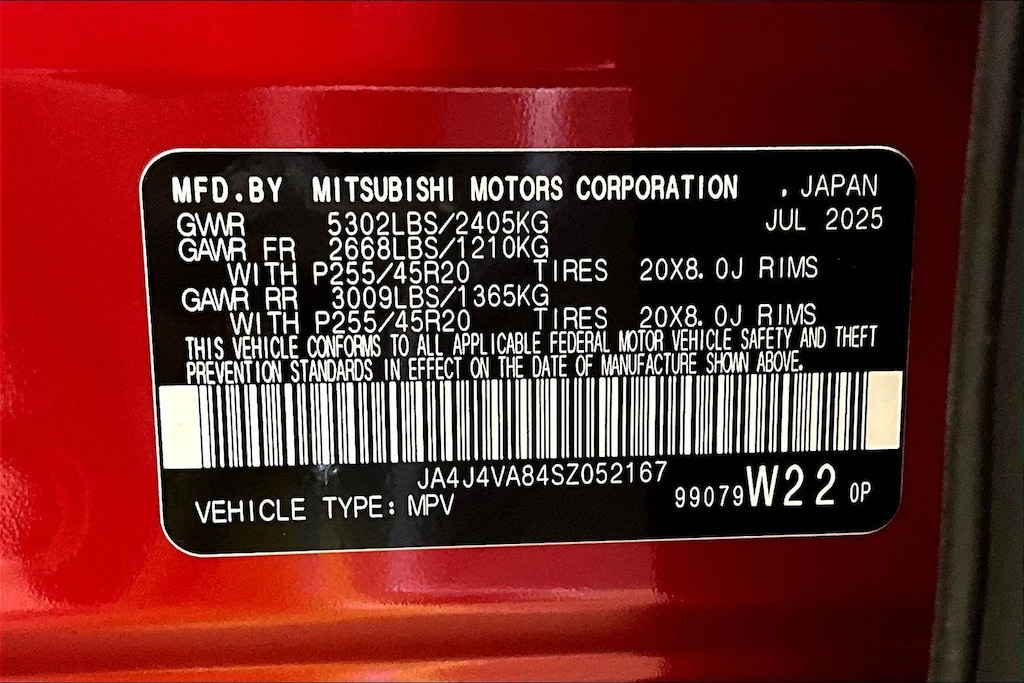 MFD.BY MITSUBISHI MOTORS CORPORATION , JAPAN
GVWR 5302LBS/2405KG JUL 2025
GAWR FR 2668LBS/1210KG
WITH P255/45R20 TIRES 20X8.0J RIMS
GAWR RR 3009LBS/1365KG
WITH P255/45R20 TIRES 20X8.0J RIMS
THIS VEHICLE CONFORMS TO ALL APPLICABLE FEDERAL MOTOR VEHICLE SAFETY AND THEFT
PREVENTION STANDARDS IN EFFECT ON THE DATE OF MANUFACTURE SHOWN ABOVE.
JA4J4VA84SZ052167
VEHICLE TYPE: MPV 99079 W22 0P